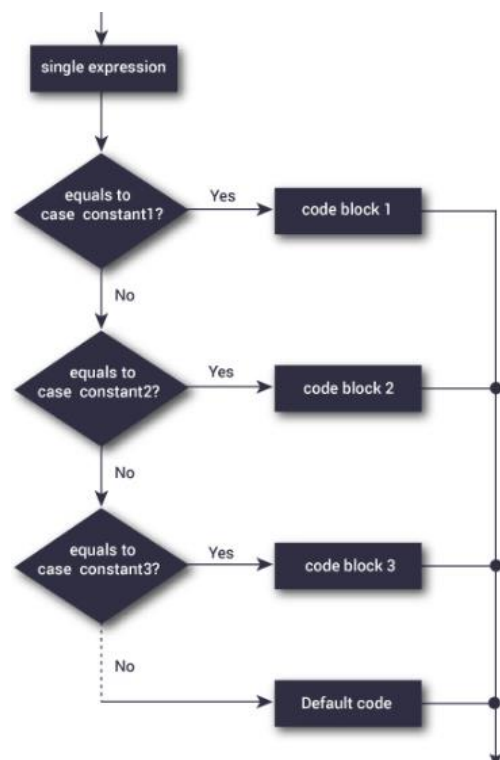 single expression
equals to
case constant1?
Yes
code block 1
No
equals to
case constant2?
Yes
code block 2
No
equals to
case constant3?
Yes
code block 3
No
Default code